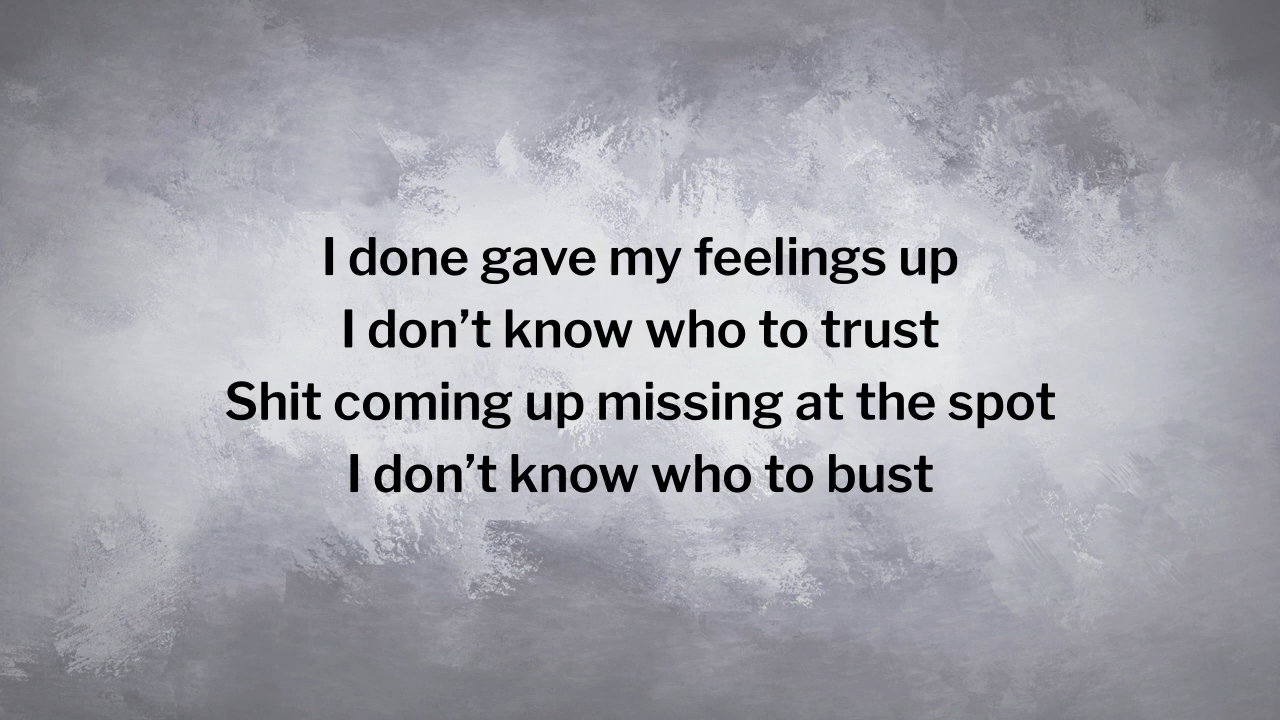 I done gave my feelings up
I don’t know who to trust
Shit coming up missing at the spot
I don’t know who to bust